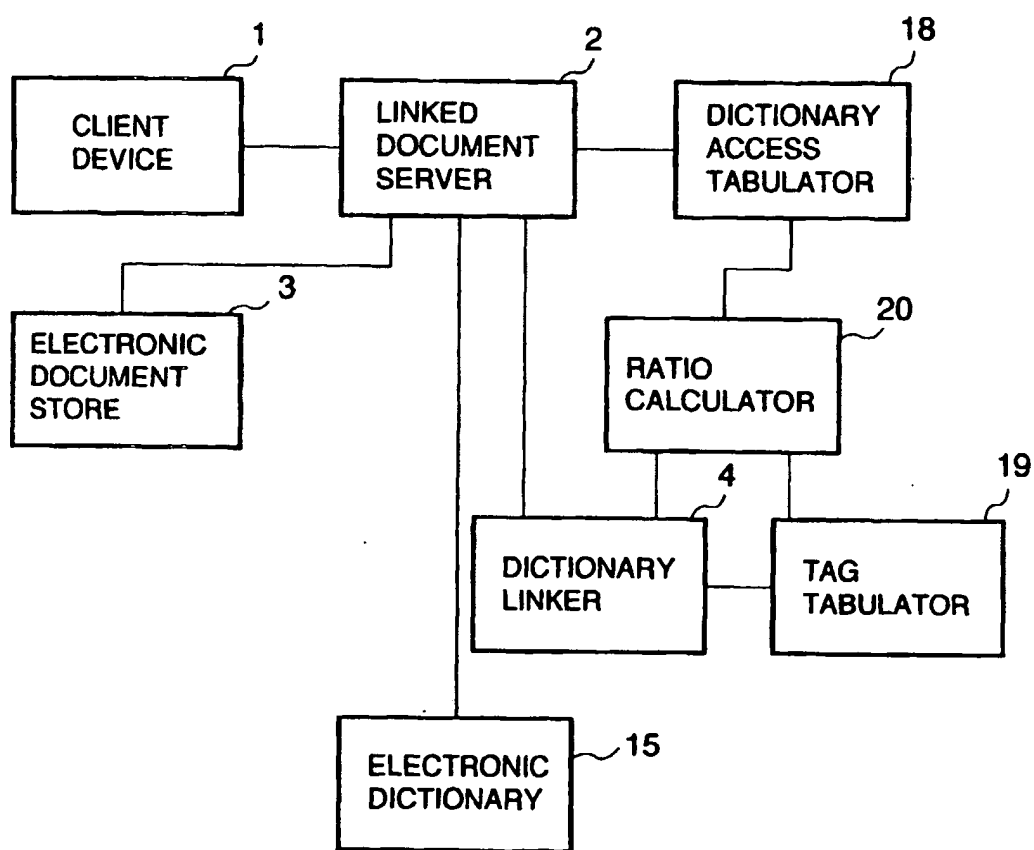 1
CLIENT
DEVICE
2
LINKED
DOCUMENT
SERVER
18
DICTIONARY
ACCESS
TABULATOR
3
ELECTRONIC
DOCUMENT
STORE
20
RATIO
CALCULATOR
4
DICTIONARY
LINKER
19
TAG
TABULATOR
15
ELECTRONIC
DICTIONARY